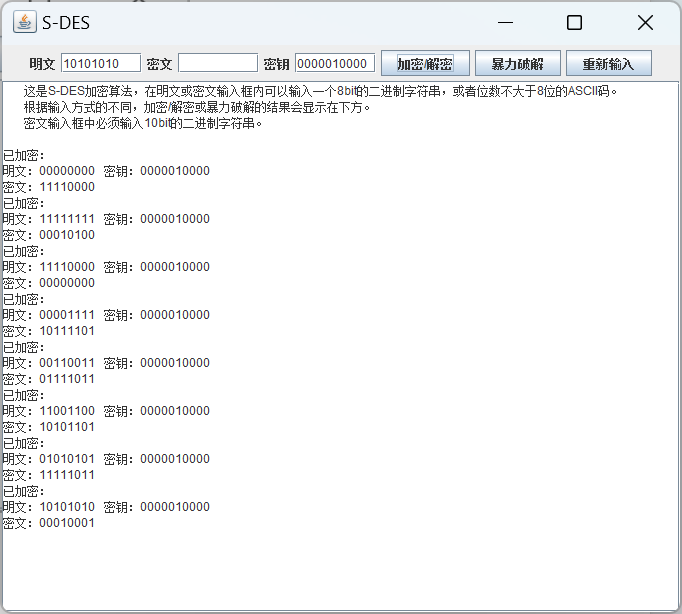 S-DES
明文 10101010 密文 密钥 0000010000 加密/解密 暴力破解 重新输入
这是S-DES加密算法，在明文或密文输入框内可以输入一个8bit的二进制字符串，或者位数不大于8位的ASCII码。
根据输入方式的不同，加密/解密或暴力破解的结果会显示在下方。
密文输入框中必须输入10bit的二进制字符串。
已加密：
明文：00000000 密钥：0000010000
密文：11110000
已加密：
明文：11111111 密钥：0000010000
密文：00010100
已加密：
明文：11110000 密钥：0000010000
密文：00000000
已加密：
明文：00001111 密钥：0000010000
密文：10111101
已加密：
明文：00110011 密钥：0000010000
密文：01111011
已加密：
明文：11001100 密钥：0000010000
密文：10101101
已加密：
明文：01010101 密钥：0000010000
密文：11111011
已加密：
明文：10101010 密钥：0000010000
密文：00010001